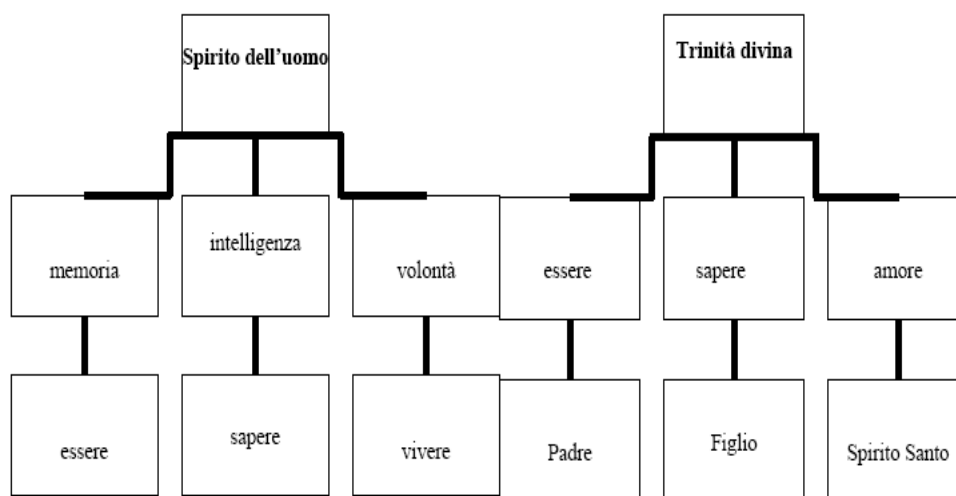 Spirito dell’uomo
Trinità divina
memoria
intelligenza
volontà
essere
sapere
amore
essere
sapere
vivere
Padre
Figlio
Spirito Santo